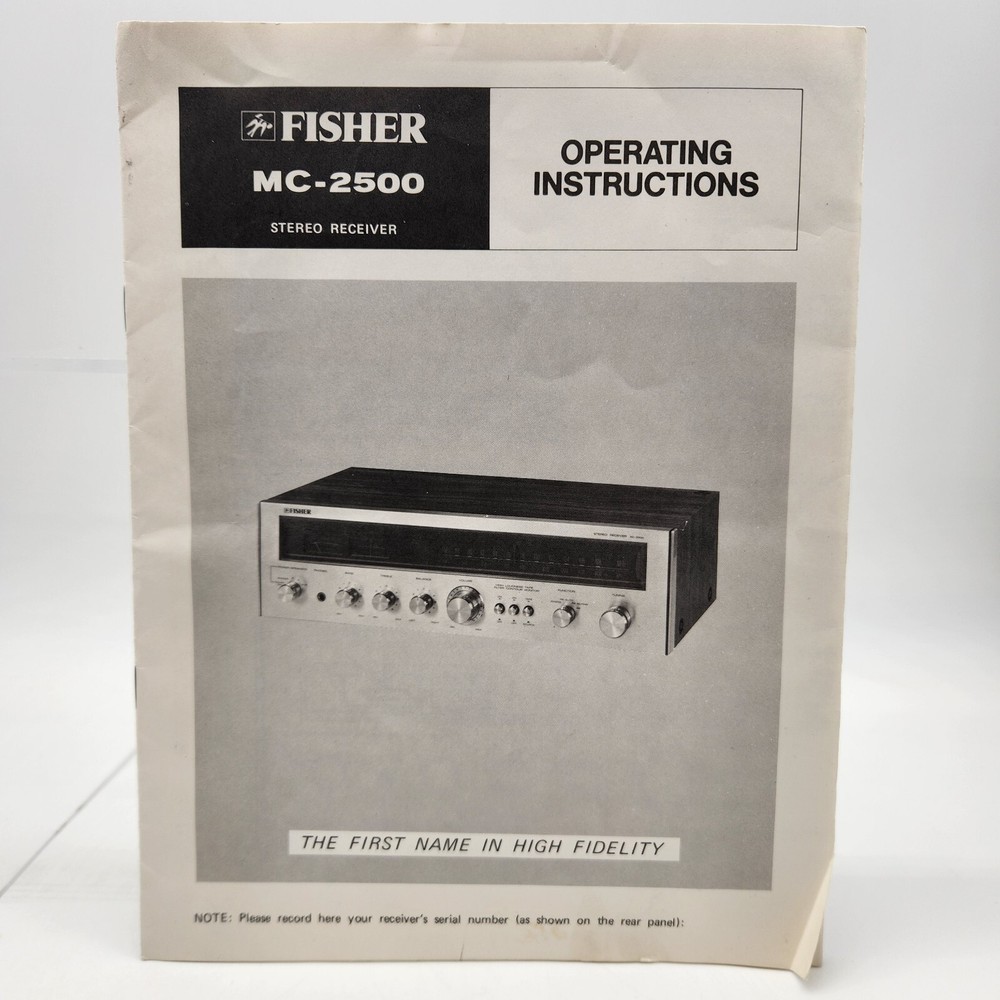 FISHER
MC-2500
STEREO RECEIVER
OPERATING
INSTRUCTIONS
FISHER
THE FIRST NAME IN HIGH FIDELITY
NOTE: Please record here your receiver's serial number (as shown on the rear panel):